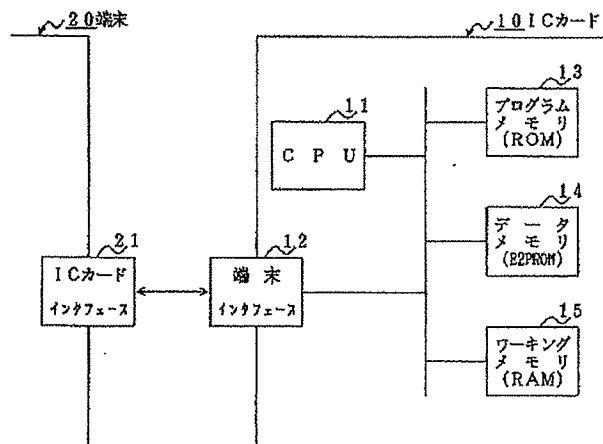 20端末
10ICカード
11
CPU
13
プログラム
メモリ
(ROM)
14
データ
メモリ
(E2PROM)
21
ICカード
インタフェース
12
端末
インタフェース
15
ワーキング
メモリ
(RAM)